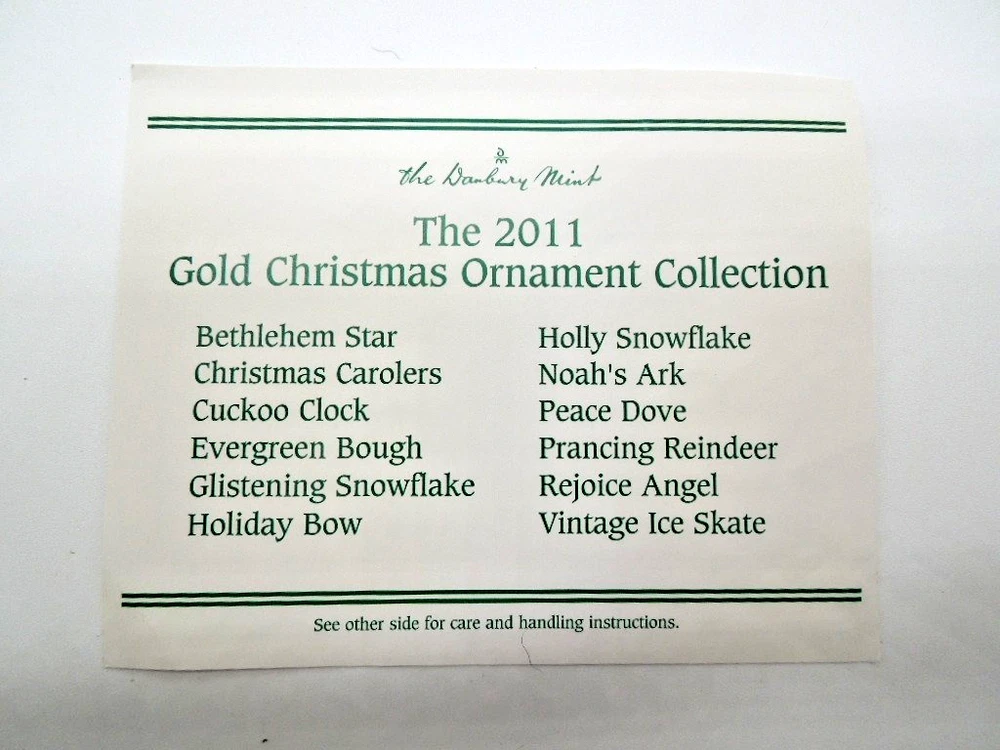 DM
the Danbury Mint
The 2011
Gold Christmas Ornament Collection
Bethlehem Star
Christmas Carolers
Cuckoo Clock
Evergreen Bough
Glistening Snowflake
Holiday Bow
Holly Snowflake
Noah's Ark
Peace Dove
Prancing Reindeer
Rejoice Angel
Vintage Ice Skate
See other side for care and handling instructions.